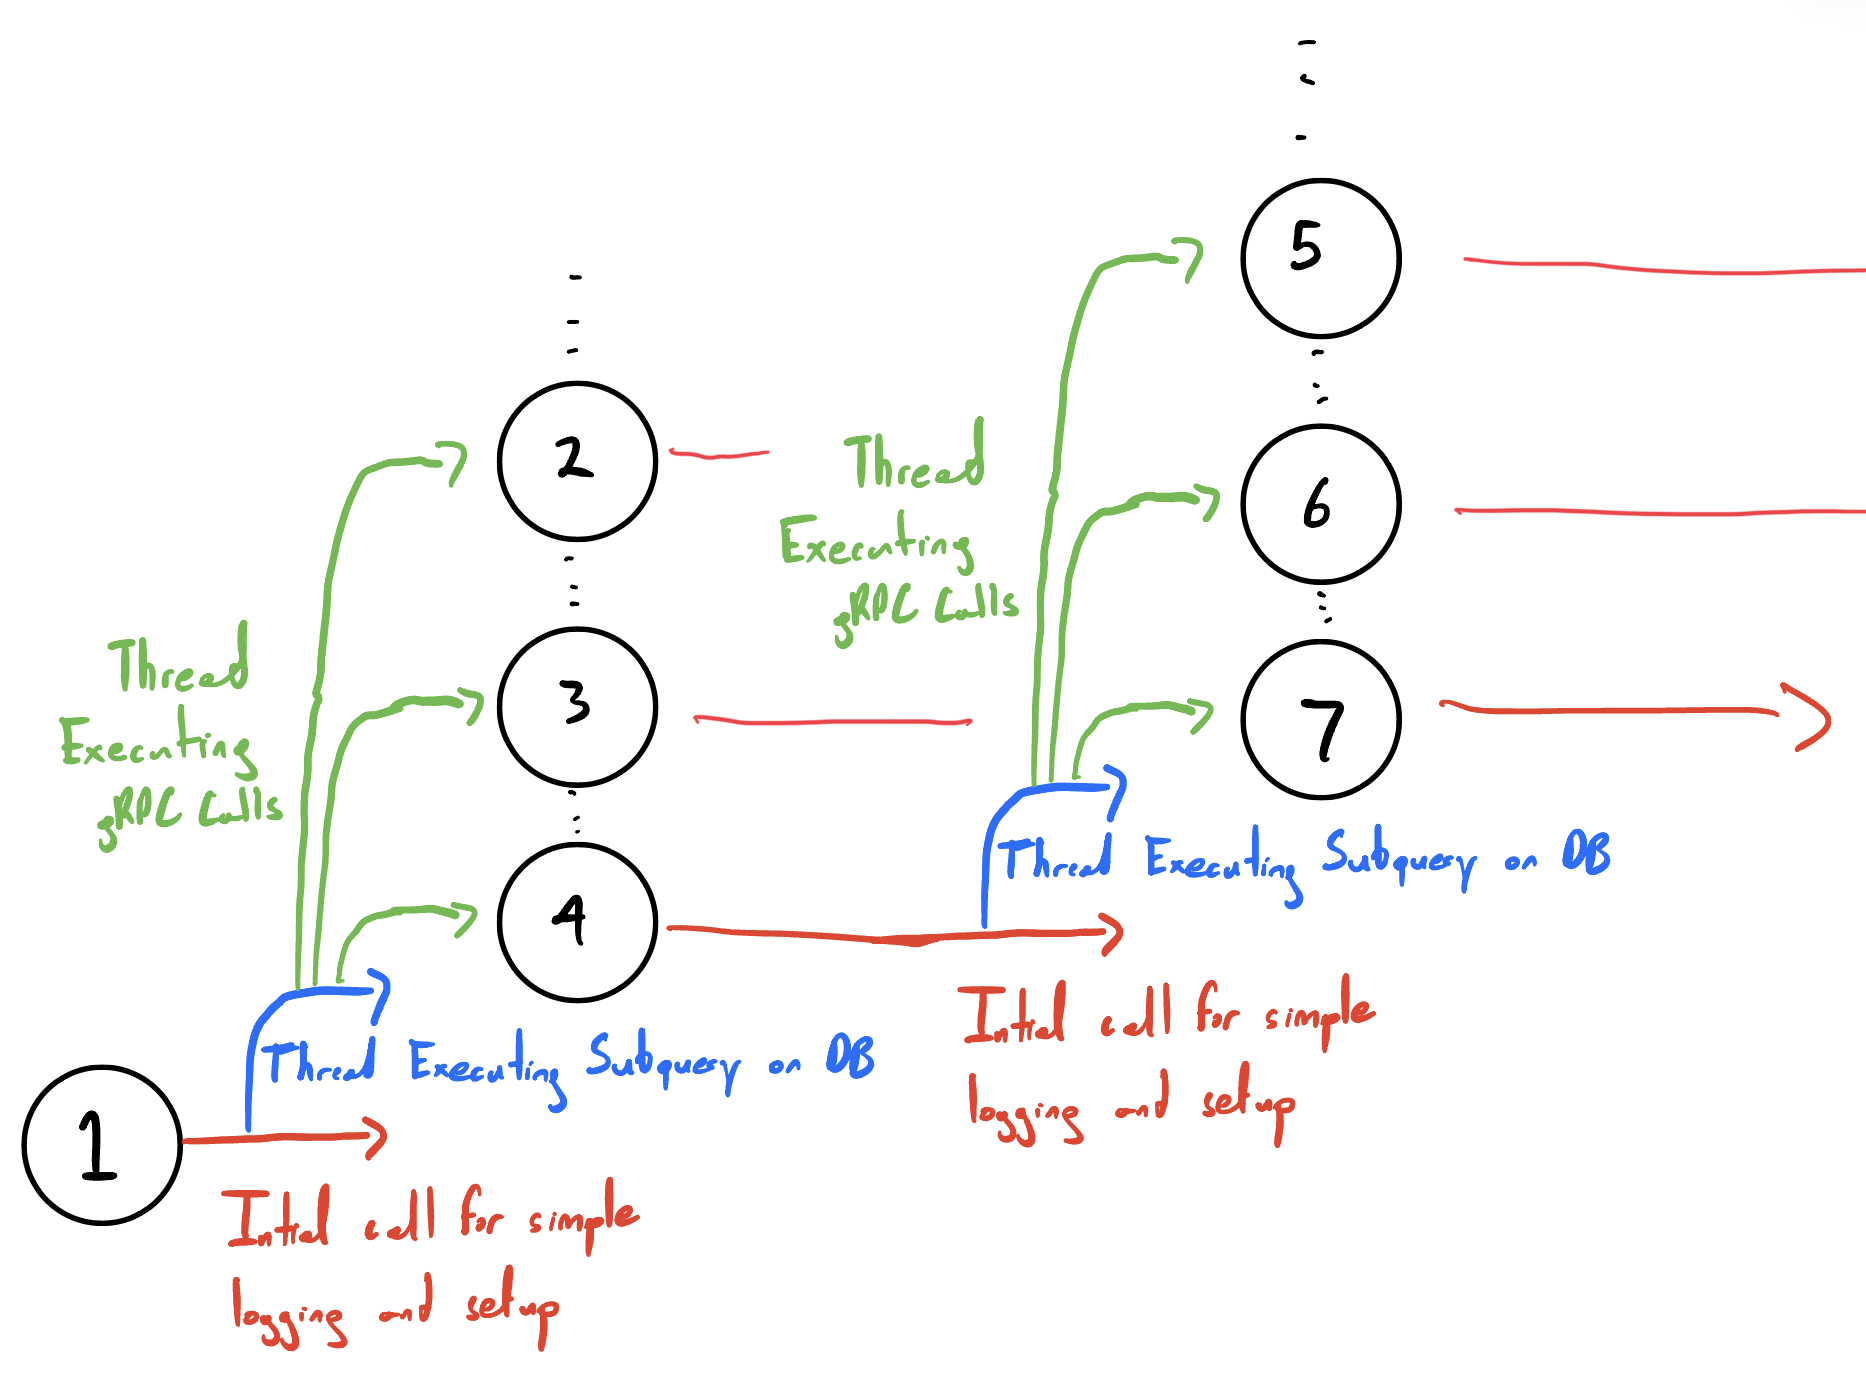 5
2
Thread
Executing
gRPC Calls
6
3
Thread
Executing
gRPC Calls
7
Thread Executing Subquery on DB
4
Intial call for simple
logging and setup
Thread Executing Subquery on DB
1
Intial call for simple
logging and setup